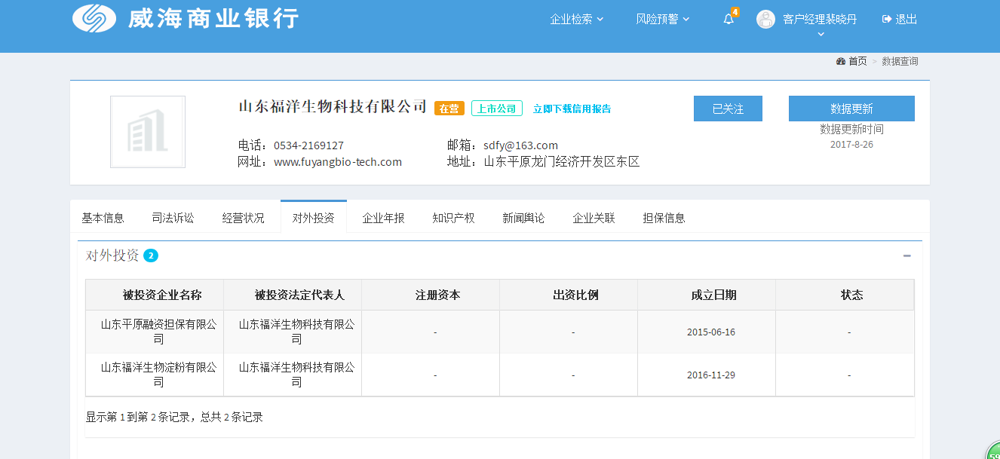 威海商业银行
企业检索
风险预警
4
客户经理裴晓丹
退出
首页 > 数据查询
山东福洋生物科技有限公司 在营 上市公司 立即下载信用报告
已关注
数据更新
数据更新时间
2017-8-26
电话：0534-2169127
邮箱：sdfy@163.com
网址：www.fuyangbio-tech.com
地址：山东平原龙门经济开发区东区
基本信息 司法诉讼 经营状况 对外投资 企业年报 知识产权 新闻舆论 企业关联 担保信息
对外投资 2
被投资企业名称 被投资法定代表人 注册资本 出资比例 成立日期 状态
山东平原融资担保有限公司 山东福洋生物科技有限公司 - - 2015-06-16 -
山东福洋生物淀粉有限公司 山东福洋生物科技有限公司 - - 2016-11-29 -
显示第 1 到第 2 条记录，总共 2 条记录